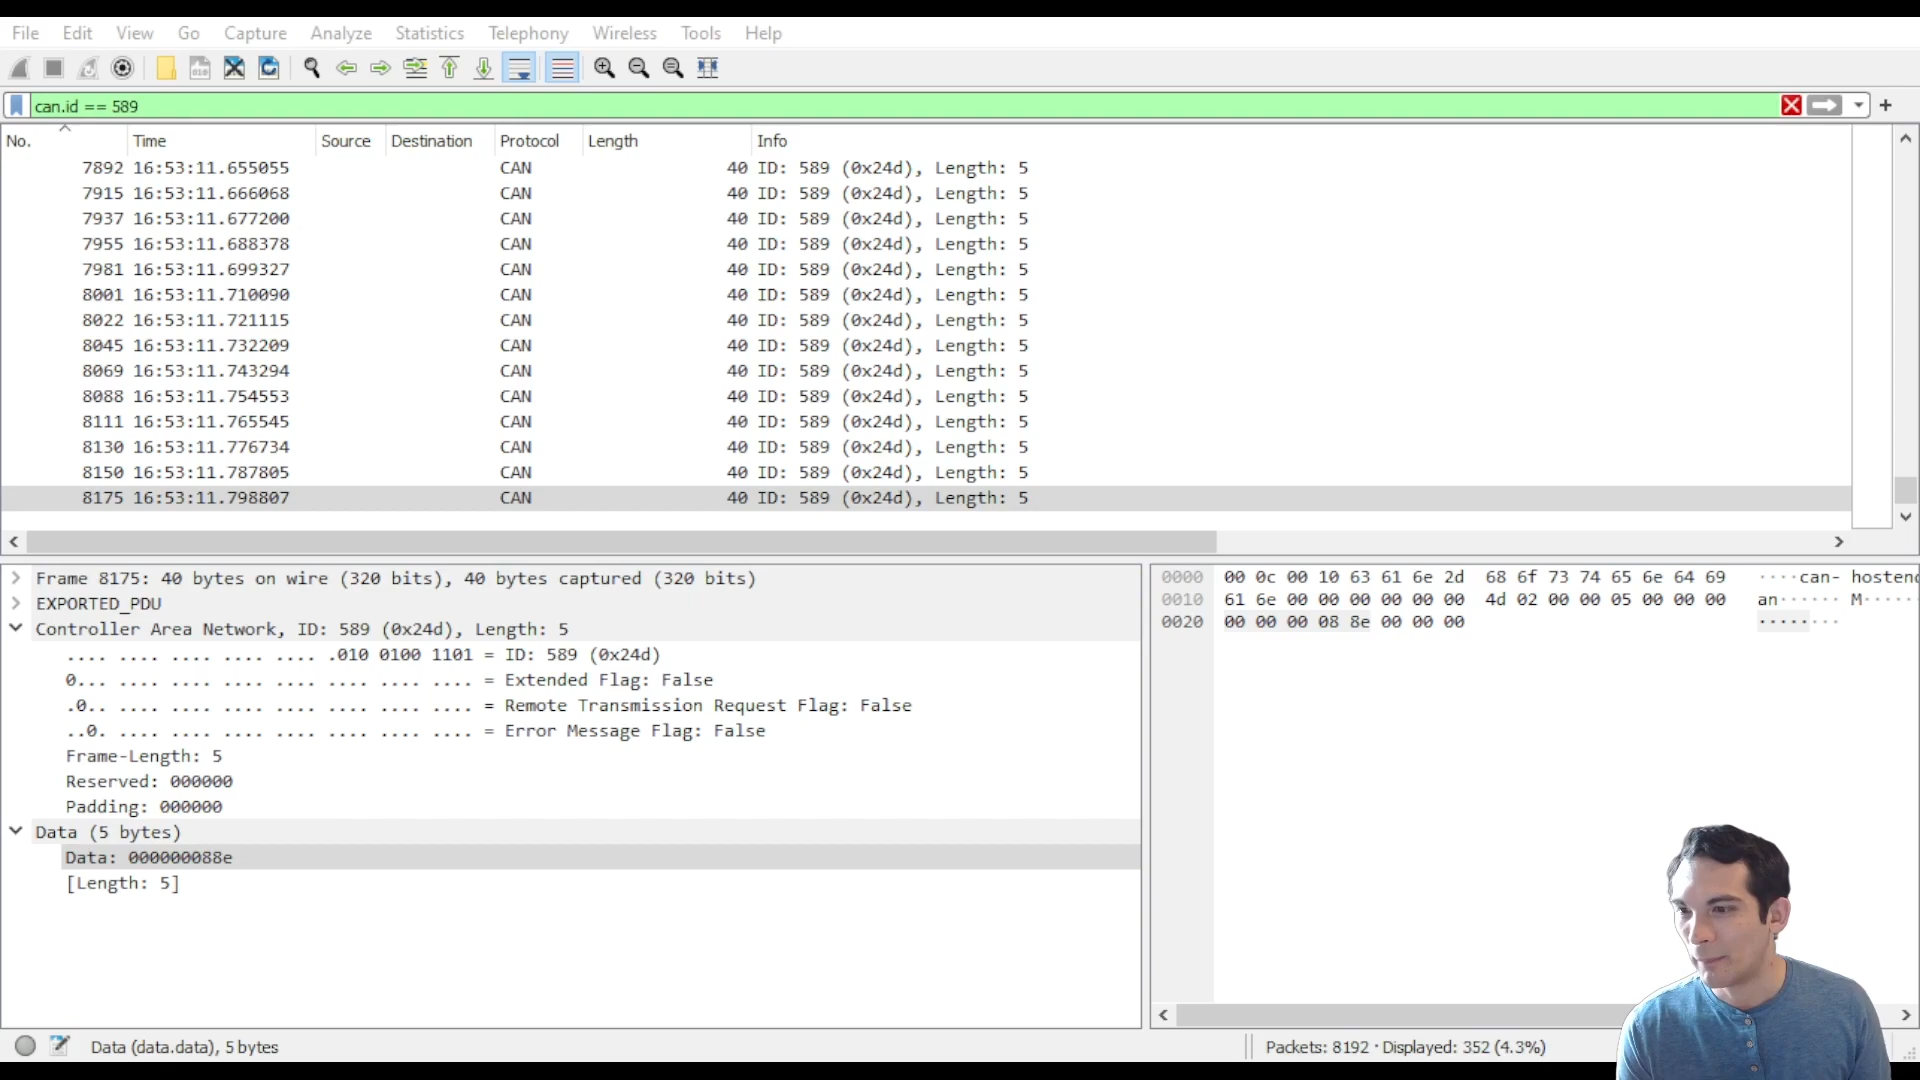 File Edit View Go Capture Analyze Statistics Telephony Wireless Tools Help
can.id == 589
No. Time Source Destination Protocol Length Info
7892 16:53:11.655055 CAN 40 ID: 589 (0x24d), Length: 5
7915 16:53:11.666068 CAN 40 ID: 589 (0x24d), Length: 5
7937 16:53:11.677200 CAN 40 ID: 589 (0x24d), Length: 5
7955 16:53:11.688378 CAN 40 ID: 589 (0x24d), Length: 5
7981 16:53:11.699327 CAN 40 ID: 589 (0x24d), Length: 5
8001 16:53:11.710090 CAN 40 ID: 589 (0x24d), Length: 5
8022 16:53:11.721115 CAN 40 ID: 589 (0x24d), Length: 5
8045 16:53:11.732209 CAN 40 ID: 589 (0x24d), Length: 5
8069 16:53:11.743294 CAN 40 ID: 589 (0x24d), Length: 5
8088 16:53:11.754553 CAN 40 ID: 589 (0x24d), Length: 5
8111 16:53:11.765545 CAN 40 ID: 589 (0x24d), Length: 5
8130 16:53:11.776734 CAN 40 ID: 589 (0x24d), Length: 5
8150 16:53:11.787805 CAN 40 ID: 589 (0x24d), Length: 5
8175 16:53:11.798807 CAN 40 ID: 589 (0x24d), Length: 5
Frame 8175: 40 bytes on wire (320 bits), 40 bytes captured (320 bits)
EXPORTED_PDU
Controller Area Network, ID: 589 (0x24d), Length: 5
.... .... .... .... .... .010 0100 1101 = ID: 589 (0x24d)
0... .... .... .... .... .... .... .... = Extended Flag: False
.0.. .... .... .... .... .... .... .... = Remote Transmission Request Flag: False
..0. .... .... .... .... .... .... .... = Error Message Flag: False
Frame-Length: 5
Reserved: 000000
Padding: 000000
Data (5 bytes)
Data: 000000088e
[Length: 5]
0000 00 0c 00 10 63 61 6e 2d 68 6f 73 74 65 6e 64 69 ····can- hostend
0010 61 6e 00 00 00 00 00 00 4d 02 00 00 05 00 00 00 an······ M······
0020 00 00 00 08 8e 00 00 00 ········
Data (data.data), 5 bytes
Packets: 8192 · Displayed: 352 (4.3%)